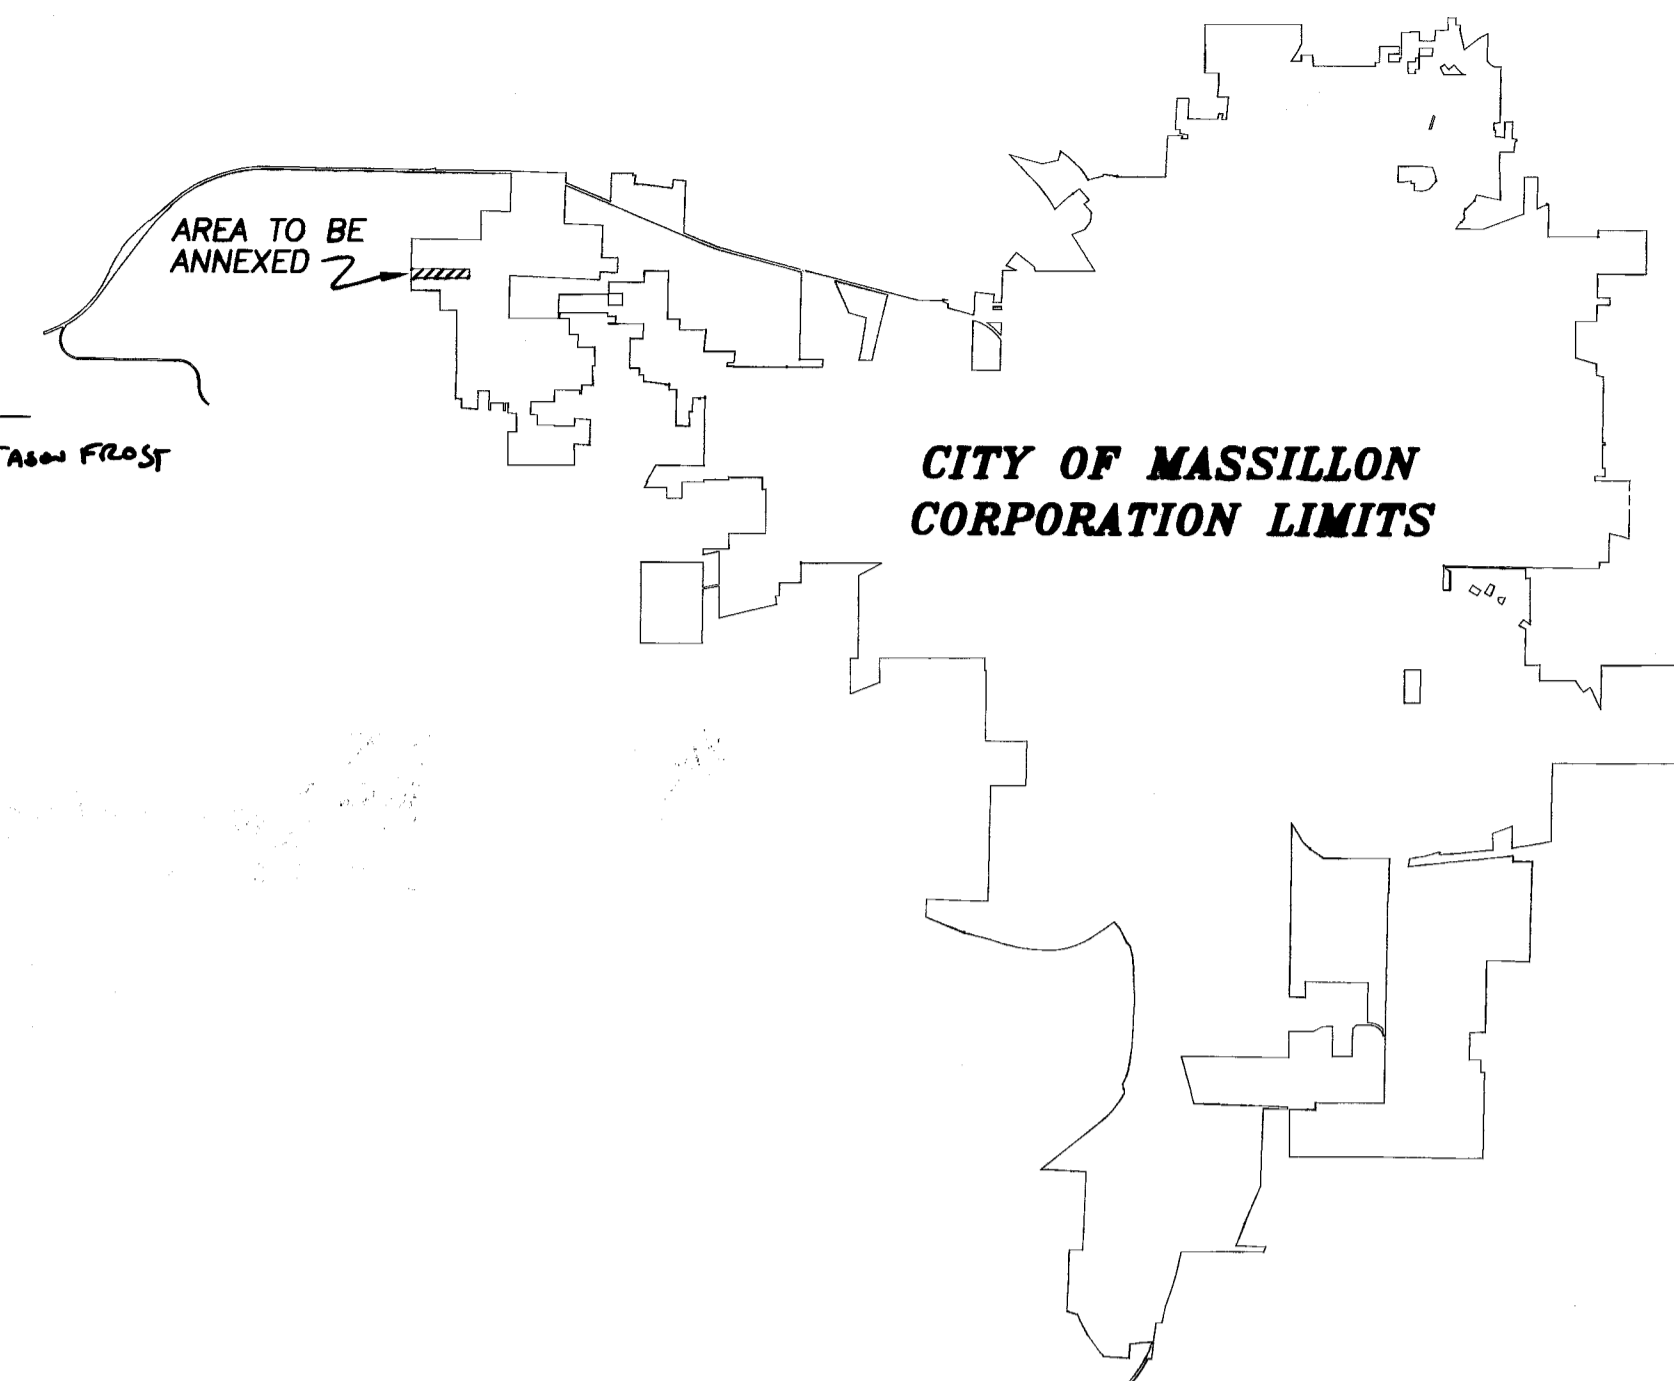 AREA TO BE
ANNEXED
FROST
CITY OF MASSILLON
CORPORATION LIMITS